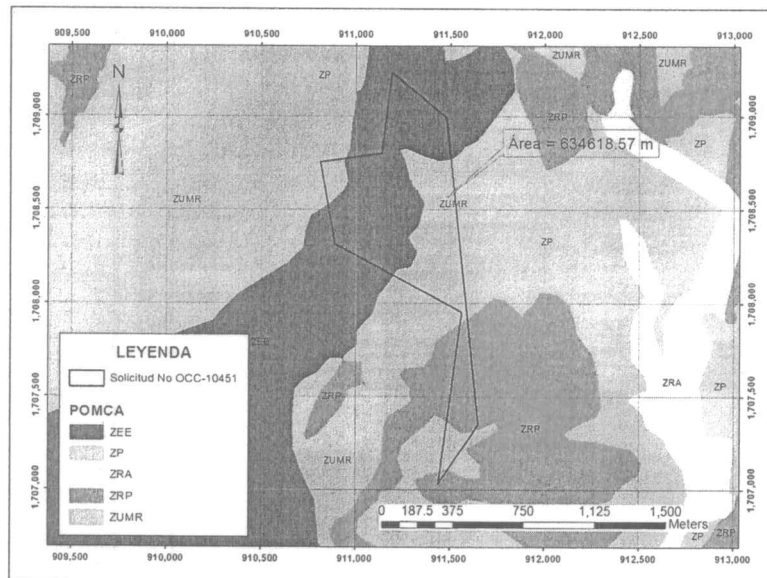 909,500 910,000 910,500 911,000 911,500 912,000 912,500 913,000
ZRP
N
ZP
ZUMR
ZUMR
1,709,000
1,709,000
ZRP
ZP
Área = 634618.57 m
1,708,500
1,708,500
ZUMR
ZUMR
ZP
1,708,000
1,708,000
ZEE
1,707,500
1,707,500
ZRP
ZRA
ZP
ZRP
ZUMR
1,707,000
1,707,000
ZP
ZRP
LEYENDA
Solicitud No OCC-10451
POMCA
ZEE
ZP
ZRA
ZRP
ZUMR
0 187.5 375 750 1,125 1,500
Meters
909,500 910,000 910,500 911,000 911,500 912,000 912,500 913,000